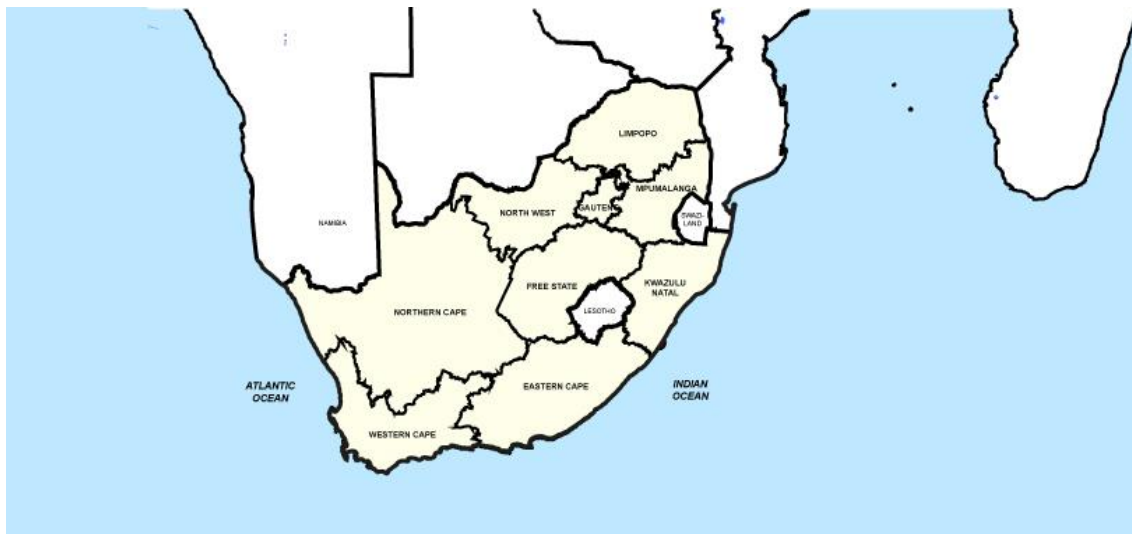 LIMPOPO
MPUMALANGA
GAUTENG
NORTH WEST
SWAZI-
LAND
NAMIBIA
FREE STATE
KWAZULU
NATAL
LESOTHO
NORTHERN CAPE
ATLANTIC
OCEAN
EASTERN CAPE
INDIAN
OCEAN
WESTERN CAPE